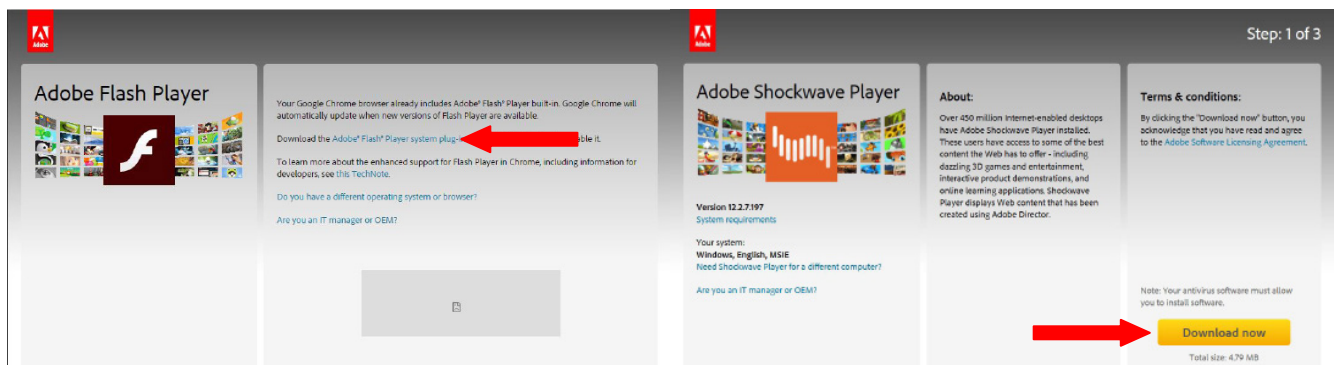 Adobe
Adobe Flash Player
Your Google Chrome browser already includes Adobe® Flash® Player built-in. Google Chrome will
automatically update when new versions of Flash Player are available.
Download the Adobe® Flash® Player system plug-i
ble it.
To learn more about the enhanced support for Flash Player in Chrome, including information for
developers, see this TechNote.
Do you have a different operating system or browser?
Are you an IT manager or OEM?
Adobe
Step: 1 of 3
Adobe Shockwave Player
Version 12.2.7.197
System requirements
Your system:
Windows, English, MSIE
Need Shockwave Player for a different computer?
Are you an IT manager or OEM?
About:
Over 450 million Internet-enabled desktops
have Adobe Shockwave Player installed.
These users have access to some of the best
content the Web has to offer - including
dazzling 3D games and entertainment,
interactive product demonstrations, and
online learning applications. Shockwave
Player displays Web content that has been
created using Adobe Director.
Terms & conditions:
By clicking the "Download now" button, you
acknowledge that you have read and agree
to the Adobe Software Licensing Agreement.
Note: Your antivirus software must allow
you to install software.
Download now
Total size: 4,79 MB